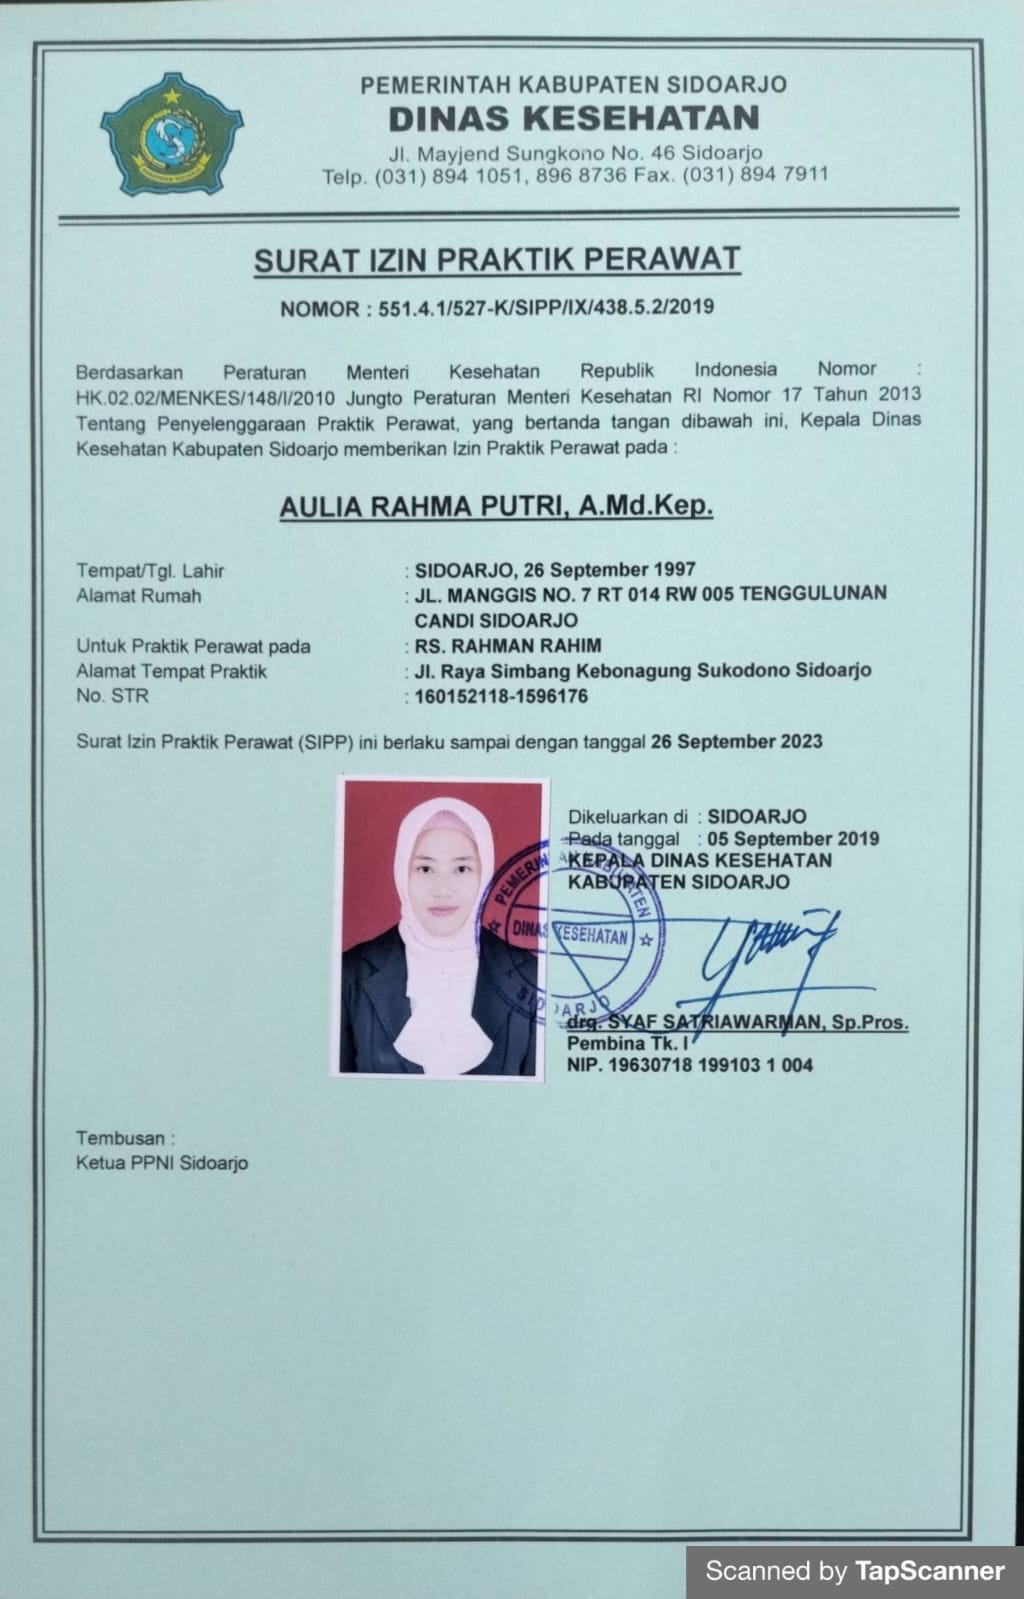 PEMERINTAH KABUPATEN SIDOARJO
DINAS KESEHATAN
Jl. Mayjend Sungkono No. 46 Sidoarjo
Telp. (031) 894 1051, 896 8736 Fax. (031) 894 7911
SURAT IZIN PRAKTIK PERAWAT
NOMOR : 551.4.1/527-K/SIPP/IX/438.5.2/2019
Berdasarkan Peraturan Menteri Kesehatan Republik Indonesia Nomor :
HK.02.02/MENKES/148/I/2010 Jungto Peraturan Menteri Kesehatan RI Nomor 17 Tahun 2013
Tentang Penyelenggaraan Praktik Perawat, yang bertanda tangan dibawah ini, Kepala Dinas
Kesehatan Kabupaten Sidoarjo memberikan Izin Praktik Perawat pada :
AULIA RAHMA PUTRI, A.Md.Kep.
Tempat/Tgl. Lahir : SIDOARJO, 26 September 1997
Alamat Rumah : JL. MANGGIS NO. 7 RT 014 RW 005 TENGGULUNAN
CANDI SIDOARJO
Untuk Praktik Perawat pada : RS. RAHMAN RAHIM
Alamat Tempat Praktik : Jl. Raya Simbang Kebonagung Sukodono Sidoarjo
No. STR : 160152118-1596176
Surat Izin Praktik Perawat (SIPP) ini berlaku sampai dengan tanggal 26 September 2023
Dikeluarkan di : SIDOARJO
Pada tanggal : 05 September 2019
KEPALA DINAS KESEHATAN
KABUPATEN SIDOARJO
PEMERINTAH KABUPATEN
DINAS KESEHATAN
SIDOARJO
drg. SYAF SATRIAWARMAN, Sp.Pros.
Pembina Tk. I
NIP. 19630718 199103 1 004
Tembusan :
Ketua PPNI Sidoarjo
Scanned by TapScanner